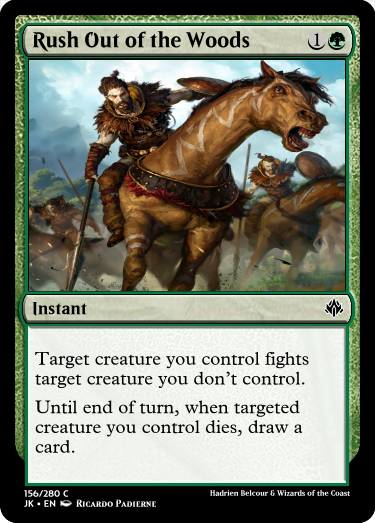 Rush Out of the Woods 1
Instant
Target creature you control fights
target creature you don't control.
Until end of turn, when targeted
creature you control dies, draw a
card.
156/280 C
JK • EN Ricardo Padierne
Hadrien Belcour & Wizards of the Coast